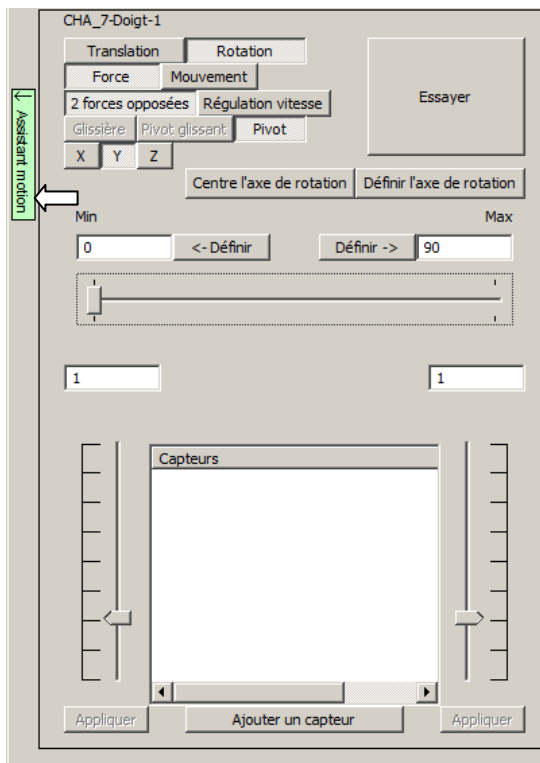 CHA_7-Doigt-1
Translation Rotation
Force Mouvement
2 forces opposées Régulation vitesse
Essayer
Glissière Pivot glissant Pivot
X Y Z
← Assistant motion
Centre l'axe de rotation Définir l'axe de rotation
Min Max
0 <- Définir Définir -> 90
1 1
Capteurs
Appliquer Ajouter un capteur Appliquer